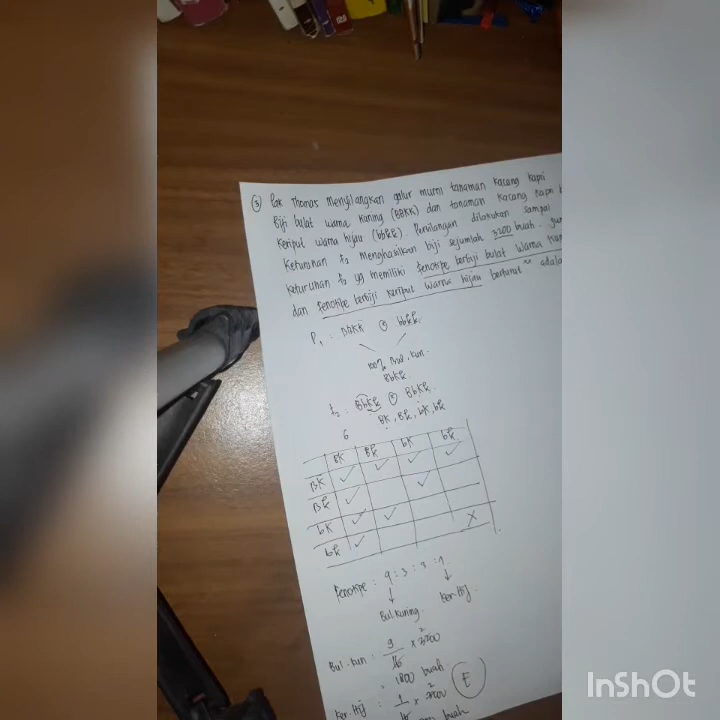 ③ Pak Thomas menyilangkan galur murni tanaman kacang kapri
Biji bulat warna kuning (BBKK) dan tanaman kacang kapri b
keriput warna hijau (bbkk). Persilangan dilakukan sampai
keturunan F2 menghasilkan biji sejumlah 3200 buah.
keturunan F2 yg memiliki fenotipe berbiji bulat warna kun
dan fenotipe berbiji keriput warna hijau berturut" adala
P1 : BBKK × bbkk
100% Bul. kun.
BbKk
F2 : BbKk × BbKk
G BK, Bk, bK, bk
BK Bk bK bk
BK ✓ ✓ ✓ ✓
Bk ✓ ✓
bK ✓ ✓
bk ✓ X
Fenotipe : 9 : 3 : 3 : 1
↓ ↓
Bul kuning. Ker. Hij.
Bul. kun : 9/16 × 3200 2
= 1800 buah.
Ker. Hij : 1/16 × 3200 2
buah
E
InShOt